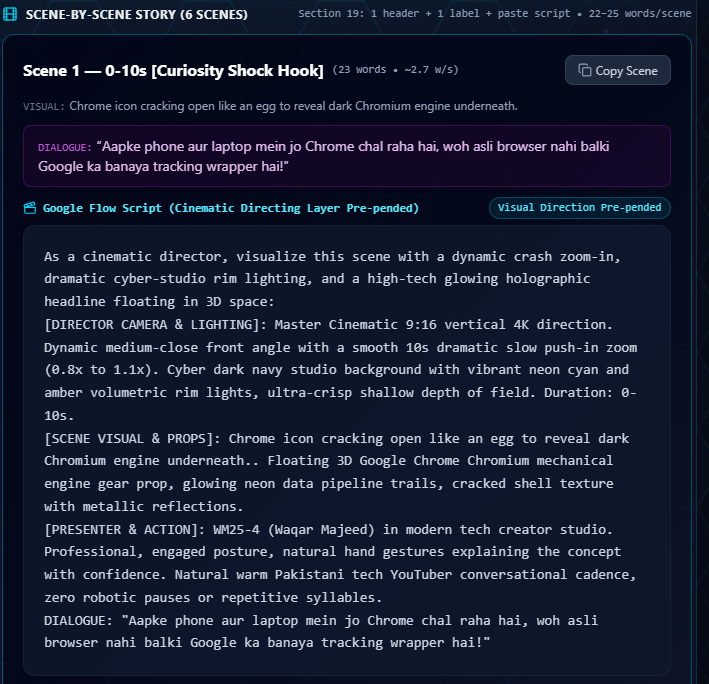 SCENE-BY-SCENE STORY (6 SCENES)
Section 19: 1 header + 1 label + paste script • 22–25 words/scene
Scene 1 — 0-10s [Curiosity Shock Hook] (23 words • ~2.7 w/s)
Copy Scene
VISUAL: Chrome icon cracking open like an egg to reveal dark Chromium engine underneath.
DIALOGUE: "Aapke phone aur laptop mein jo Chrome chal raha hai, woh asli browser nahi balki
Google ka banaya tracking wrapper hai!"
Google Flow Script (Cinematic Directing Layer Pre-pended)
Visual Direction Pre-pended
As a cinematic director, visualize this scene with a dynamic crash zoom-in,
dramatic cyber-studio rim lighting, and a high-tech glowing holographic
headline floating in 3D space:
[DIRECTOR CAMERA & LIGHTING]: Master Cinematic 9:16 vertical 4K direction.
Dynamic medium-close front angle with a smooth 10s dramatic slow push-in zoom
(0.8x to 1.1x). Cyber dark navy studio background with vibrant neon cyan and
amber volumetric rim lights, ultra-crisp shallow depth of field. Duration: 0-
10s.
[SCENE VISUAL & PROPS]: Chrome icon cracking open like an egg to reveal dark
Chromium engine underneath.. Floating 3D Google Chrome Chromium mechanical
engine gear prop, glowing neon data pipeline trails, cracked shell texture
with metallic reflections.
[PRESENTER & ACTION]: WM25-4 (Waqar Majeed) in modern tech creator studio.
Professional, engaged posture, natural hand gestures explaining the concept
with confidence. Natural warm Pakistani tech YouTuber conversational cadence,
zero robotic pauses or repetitive syllables.
DIALOGUE: "Aapke phone aur laptop mein jo Chrome chal raha hai, woh asli
browser nahi balki Google ka banaya tracking wrapper hai!"